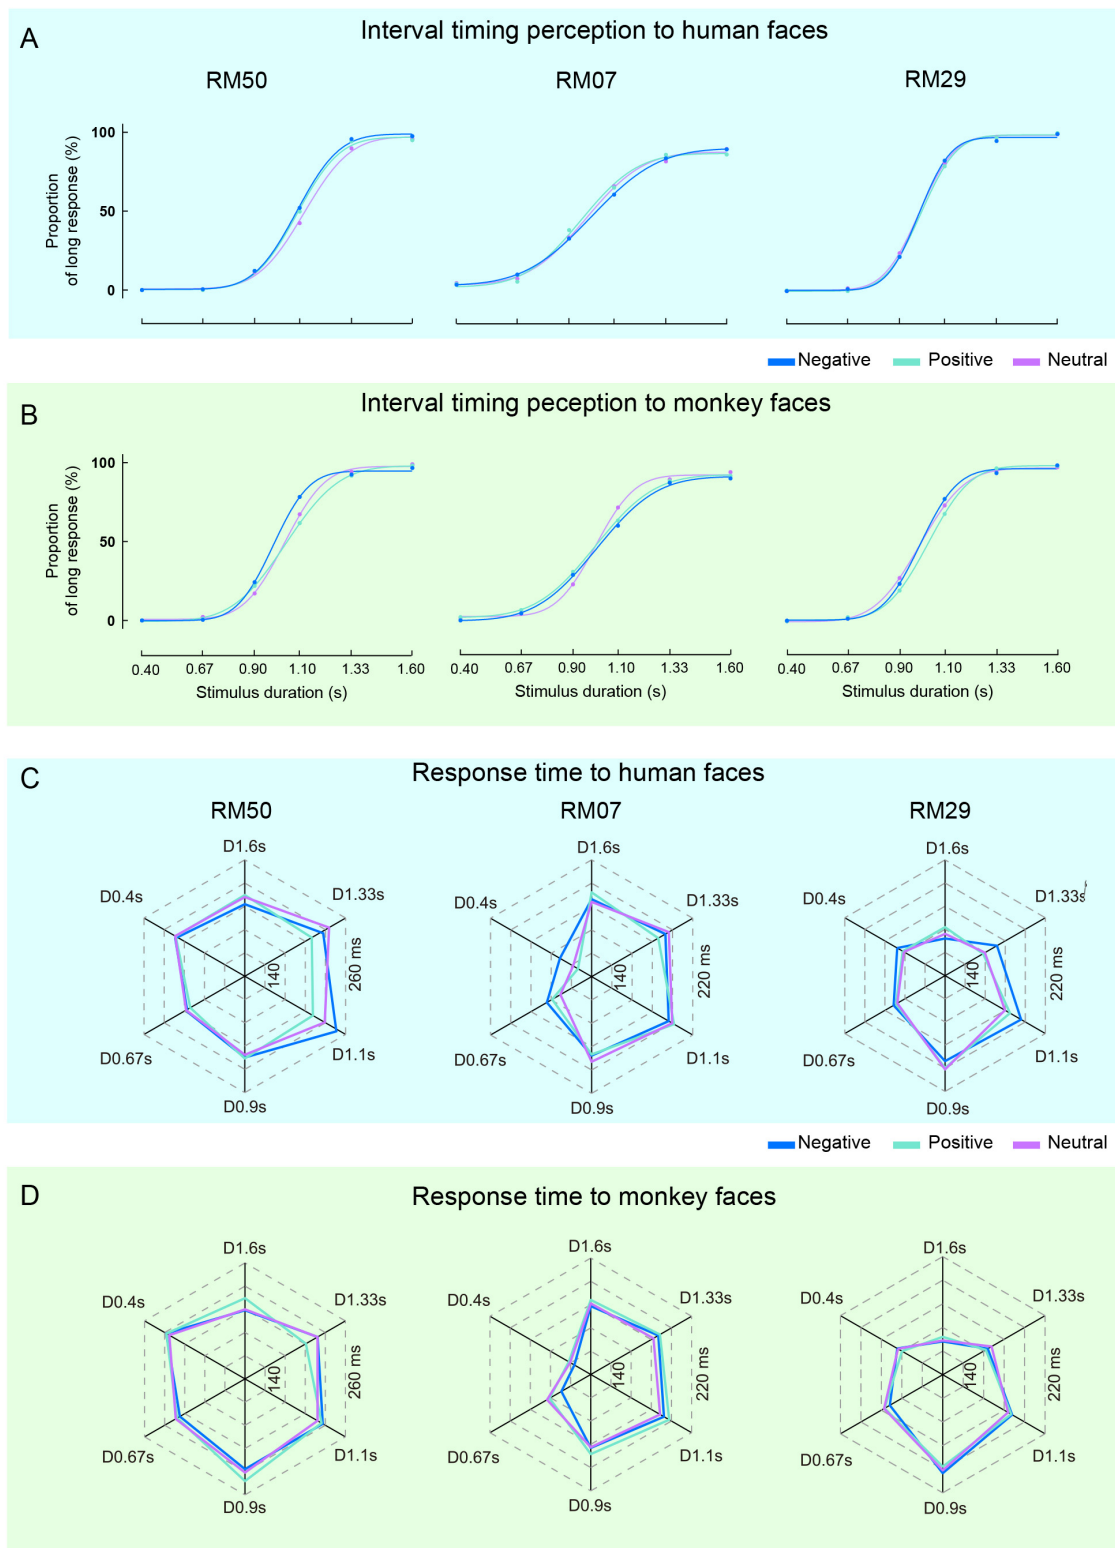 A
Interval timing perception to human faces
RM50 RM07 RM29
Proportion
of long response (%)
100
50
0
Negative Positive Neutral
B
Interval timing peception to monkey faces
Proportion
of long response (%)
100
50
0
0.40 0.67 0.90 1.10 1.33 1.60
Stimulus duration (s)
0.40 0.67 0.90 1.10 1.33 1.60
Stimulus duration (s)
0.40 0.67 0.90 1.10 1.33 1.60
Stimulus duration (s)
C
Response time to human faces
RM50
D1.6s
D0.4s D1.33s
140
260 ms
D0.67s D1.1s
D0.9s
RM07
D1.6s
D0.4s D1.33s
140
220 ms
D0.67s D1.1s
D0.9s
RM29
D1.6s
D0.4s D1.33s
140
220 ms
D0.67s D1.1s
D0.9s
Negative Positive Neutral
D
Response time to monkey faces
D1.6s
D0.4s D1.33s
140
260 ms
D0.67s D1.1s
D0.9s
D1.6s
D0.4s D1.33s
140
220 ms
D0.67s D1.1s
D0.9s
D1.6s
D0.4s D1.33s
140
220 ms
D0.67s D1.1s
D0.9s